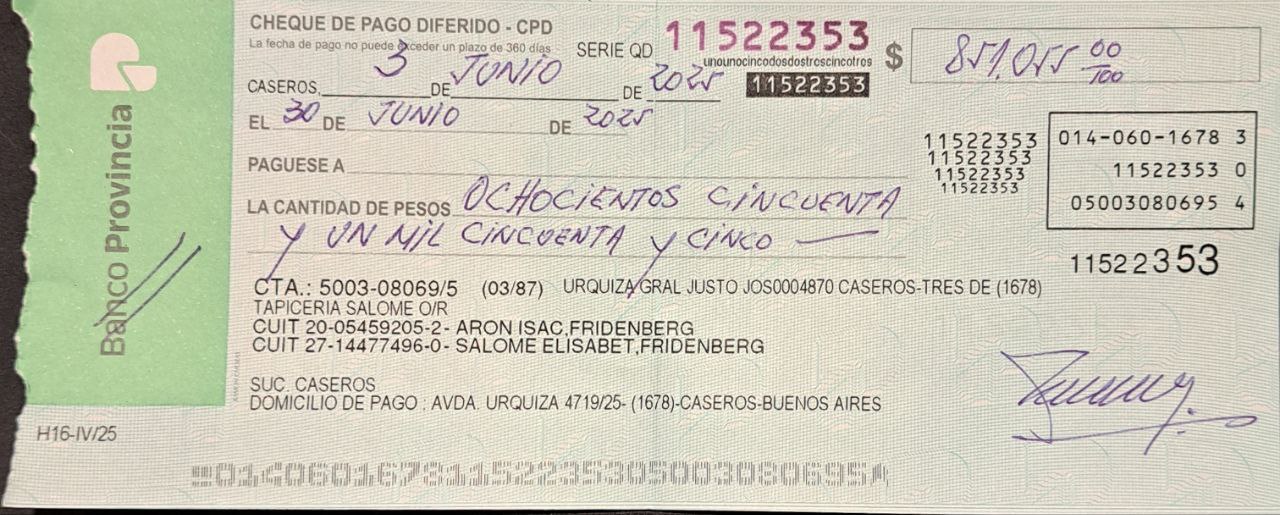 Banco Provincia
CHEQUE DE PAGO DIFERIDO - CPD
La fecha de pago no puede exceder un plazo de 360 días
SERIE QD 11522353
unounocincodosdostrescincotres
11522353
$ 851.055 00/100
CASEROS, 3 DE JUNIO DE 2025
EL 30 DE JUNIO DE 2025
PAGUESE A
11522353
11522353
11522353
11522353
014-060-1678 3
11522353 0
05003080695 4
11522353
LA CANTIDAD DE PESOS OCHOCIENTOS CINCUENTA
Y UN MIL CINCUENTA Y CINCO
CTA.: 5003-08069/5 (03/87) URQUIZA GRAL JUSTO JOS0004870 CASEROS-TRES DE (1678)
TAPICERIA SALOME O/R
CUIT 20-05459205-2- ARON ISAC,FRIDENBERG
CUIT 27-14477496-0- SALOME ELISABET,FRIDENBERG
SUC. CASEROS
DOMICILIO DE PAGO : AVDA. URQUIZA 4719/25- (1678)-CASEROS-BUENOS AIRES
H16-IV/25
01406016783115223530050030806954